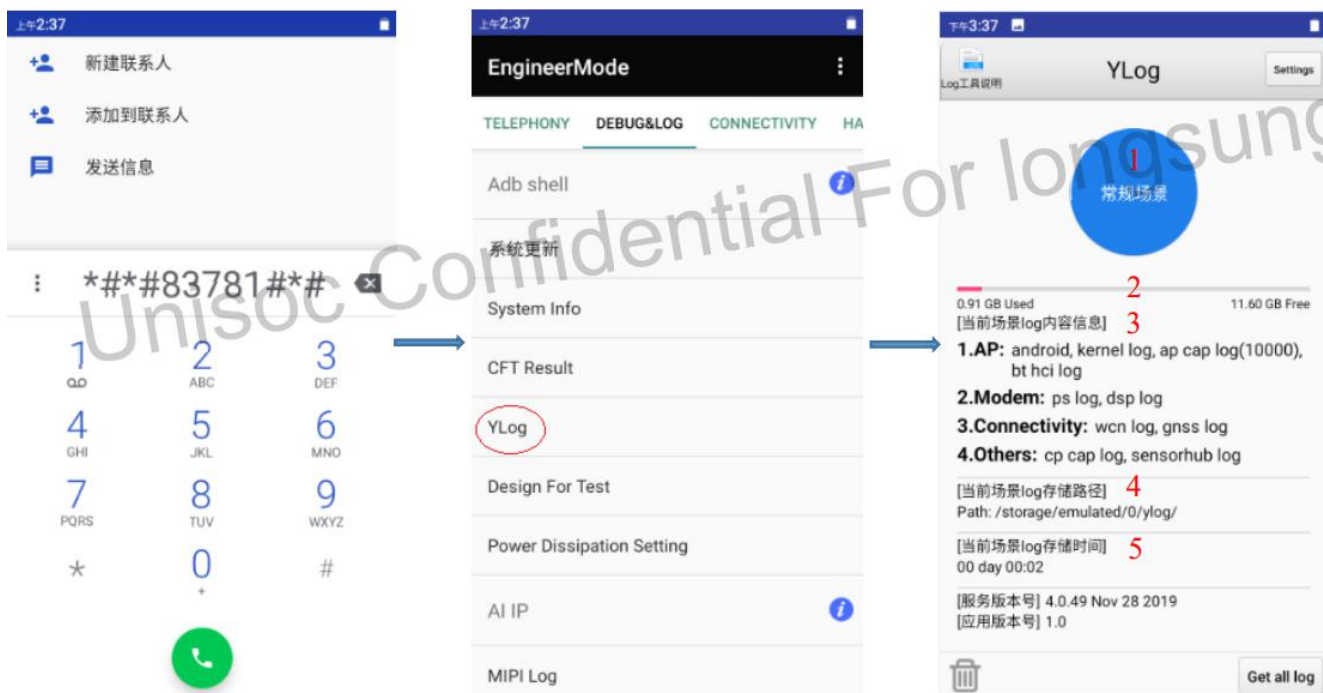 上午2:37
新建联系人
添加到联系人
发送信息
*#*#83781#*#
1
2 ABC
3 DEF
4 GHI
5 JKL
6 MNO
7 PQRS
8 TUV
9 WXYZ
*
0
+
#
上午2:37
EngineerMode
TELEPHONY DEBUG&LOG CONNECTIVITY HA
Adb shell
系统更新
System Info
CFT Result
YLog
Design For Test
Power Dissipation Setting
AI IP
MIPI Log
下午3:37
Log工具说明
YLog
Settings
1
常规场景
2
0.91 GB Used 11.60 GB Free
[当前场景log内容信息] 3
1.AP: android, kernel log, ap cap log(10000),
bt hci log
2.Modem: ps log, dsp log
3.Connectivity: wcn log, gnss log
4.Others: cp cap log, sensorhub log
[当前场景log存储路径] 4
Path: /storage/emulated/0/ylog/
[当前场景log存储时间] 5
00 day 00:02
[服务版本号] 4.0.49 Nov 28 2019
[应用版本号] 1.0
Get all log
Unisoc Confidential For longsung